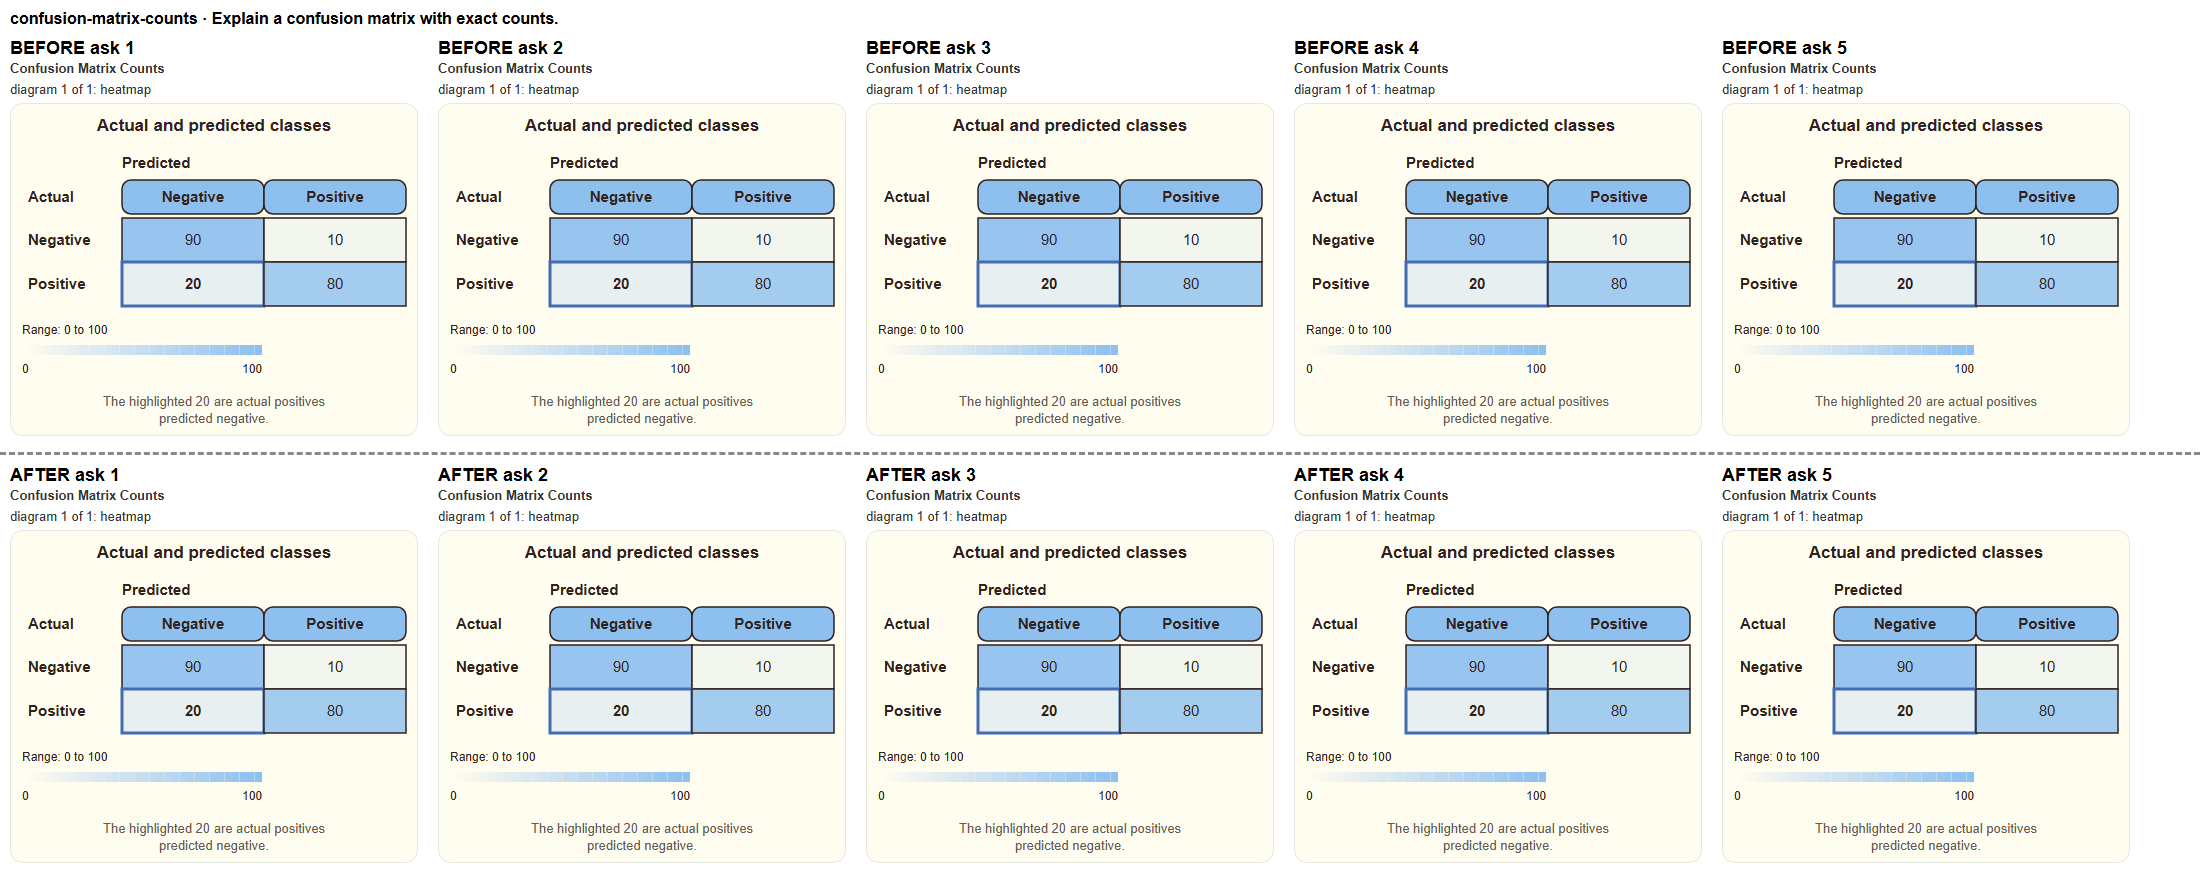 confusion-matrix-counts · Explain a confusion matrix with exact counts.
BEFORE ask 1
Confusion Matrix Counts
diagram 1 of 1: heatmap
Actual and predicted classes
Predicted
Actual Negative Positive
Negative 90 10
Positive 20 80
Range: 0 to 100
0 100
The highlighted 20 are actual positives
predicted negative.
BEFORE ask 2
Confusion Matrix Counts
diagram 1 of 1: heatmap
Actual and predicted classes
Predicted
Actual Negative Positive
Negative 90 10
Positive 20 80
Range: 0 to 100
0 100
The highlighted 20 are actual positives
predicted negative.
BEFORE ask 3
Confusion Matrix Counts
diagram 1 of 1: heatmap
Actual and predicted classes
Predicted
Actual Negative Positive
Negative 90 10
Positive 20 80
Range: 0 to 100
0 100
The highlighted 20 are actual positives
predicted negative.
BEFORE ask 4
Confusion Matrix Counts
diagram 1 of 1: heatmap
Actual and predicted classes
Predicted
Actual Negative Positive
Negative 90 10
Positive 20 80
Range: 0 to 100
0 100
The highlighted 20 are actual positives
predicted negative.
BEFORE ask 5
Confusion Matrix Counts
diagram 1 of 1: heatmap
Actual and predicted classes
Predicted
Actual Negative Positive
Negative 90 10
Positive 20 80
Range: 0 to 100
0 100
The highlighted 20 are actual positives
predicted negative.
AFTER ask 1
Confusion Matrix Counts
diagram 1 of 1: heatmap
Actual and predicted classes
Predicted
Actual Negative Positive
Negative 90 10
Positive 20 80
Range: 0 to 100
0 100
The highlighted 20 are actual positives
predicted negative.
AFTER ask 2
Confusion Matrix Counts
diagram 1 of 1: heatmap
Actual and predicted classes
Predicted
Actual Negative Positive
Negative 90 10
Positive 20 80
Range: 0 to 100
0 100
The highlighted 20 are actual positives
predicted negative.
AFTER ask 3
Confusion Matrix Counts
diagram 1 of 1: heatmap
Actual and predicted classes
Predicted
Actual Negative Positive
Negative 90 10
Positive 20 80
Range: 0 to 100
0 100
The highlighted 20 are actual positives
predicted negative.
AFTER ask 4
Confusion Matrix Counts
diagram 1 of 1: heatmap
Actual and predicted classes
Predicted
Actual Negative Positive
Negative 90 10
Positive 20 80
Range: 0 to 100
0 100
The highlighted 20 are actual positives
predicted negative.
AFTER ask 5
Confusion Matrix Counts
diagram 1 of 1: heatmap
Actual and predicted classes
Predicted
Actual Negative Positive
Negative 90 10
Positive 20 80
Range: 0 to 100
0 100
The highlighted 20 are actual positives
predicted negative.